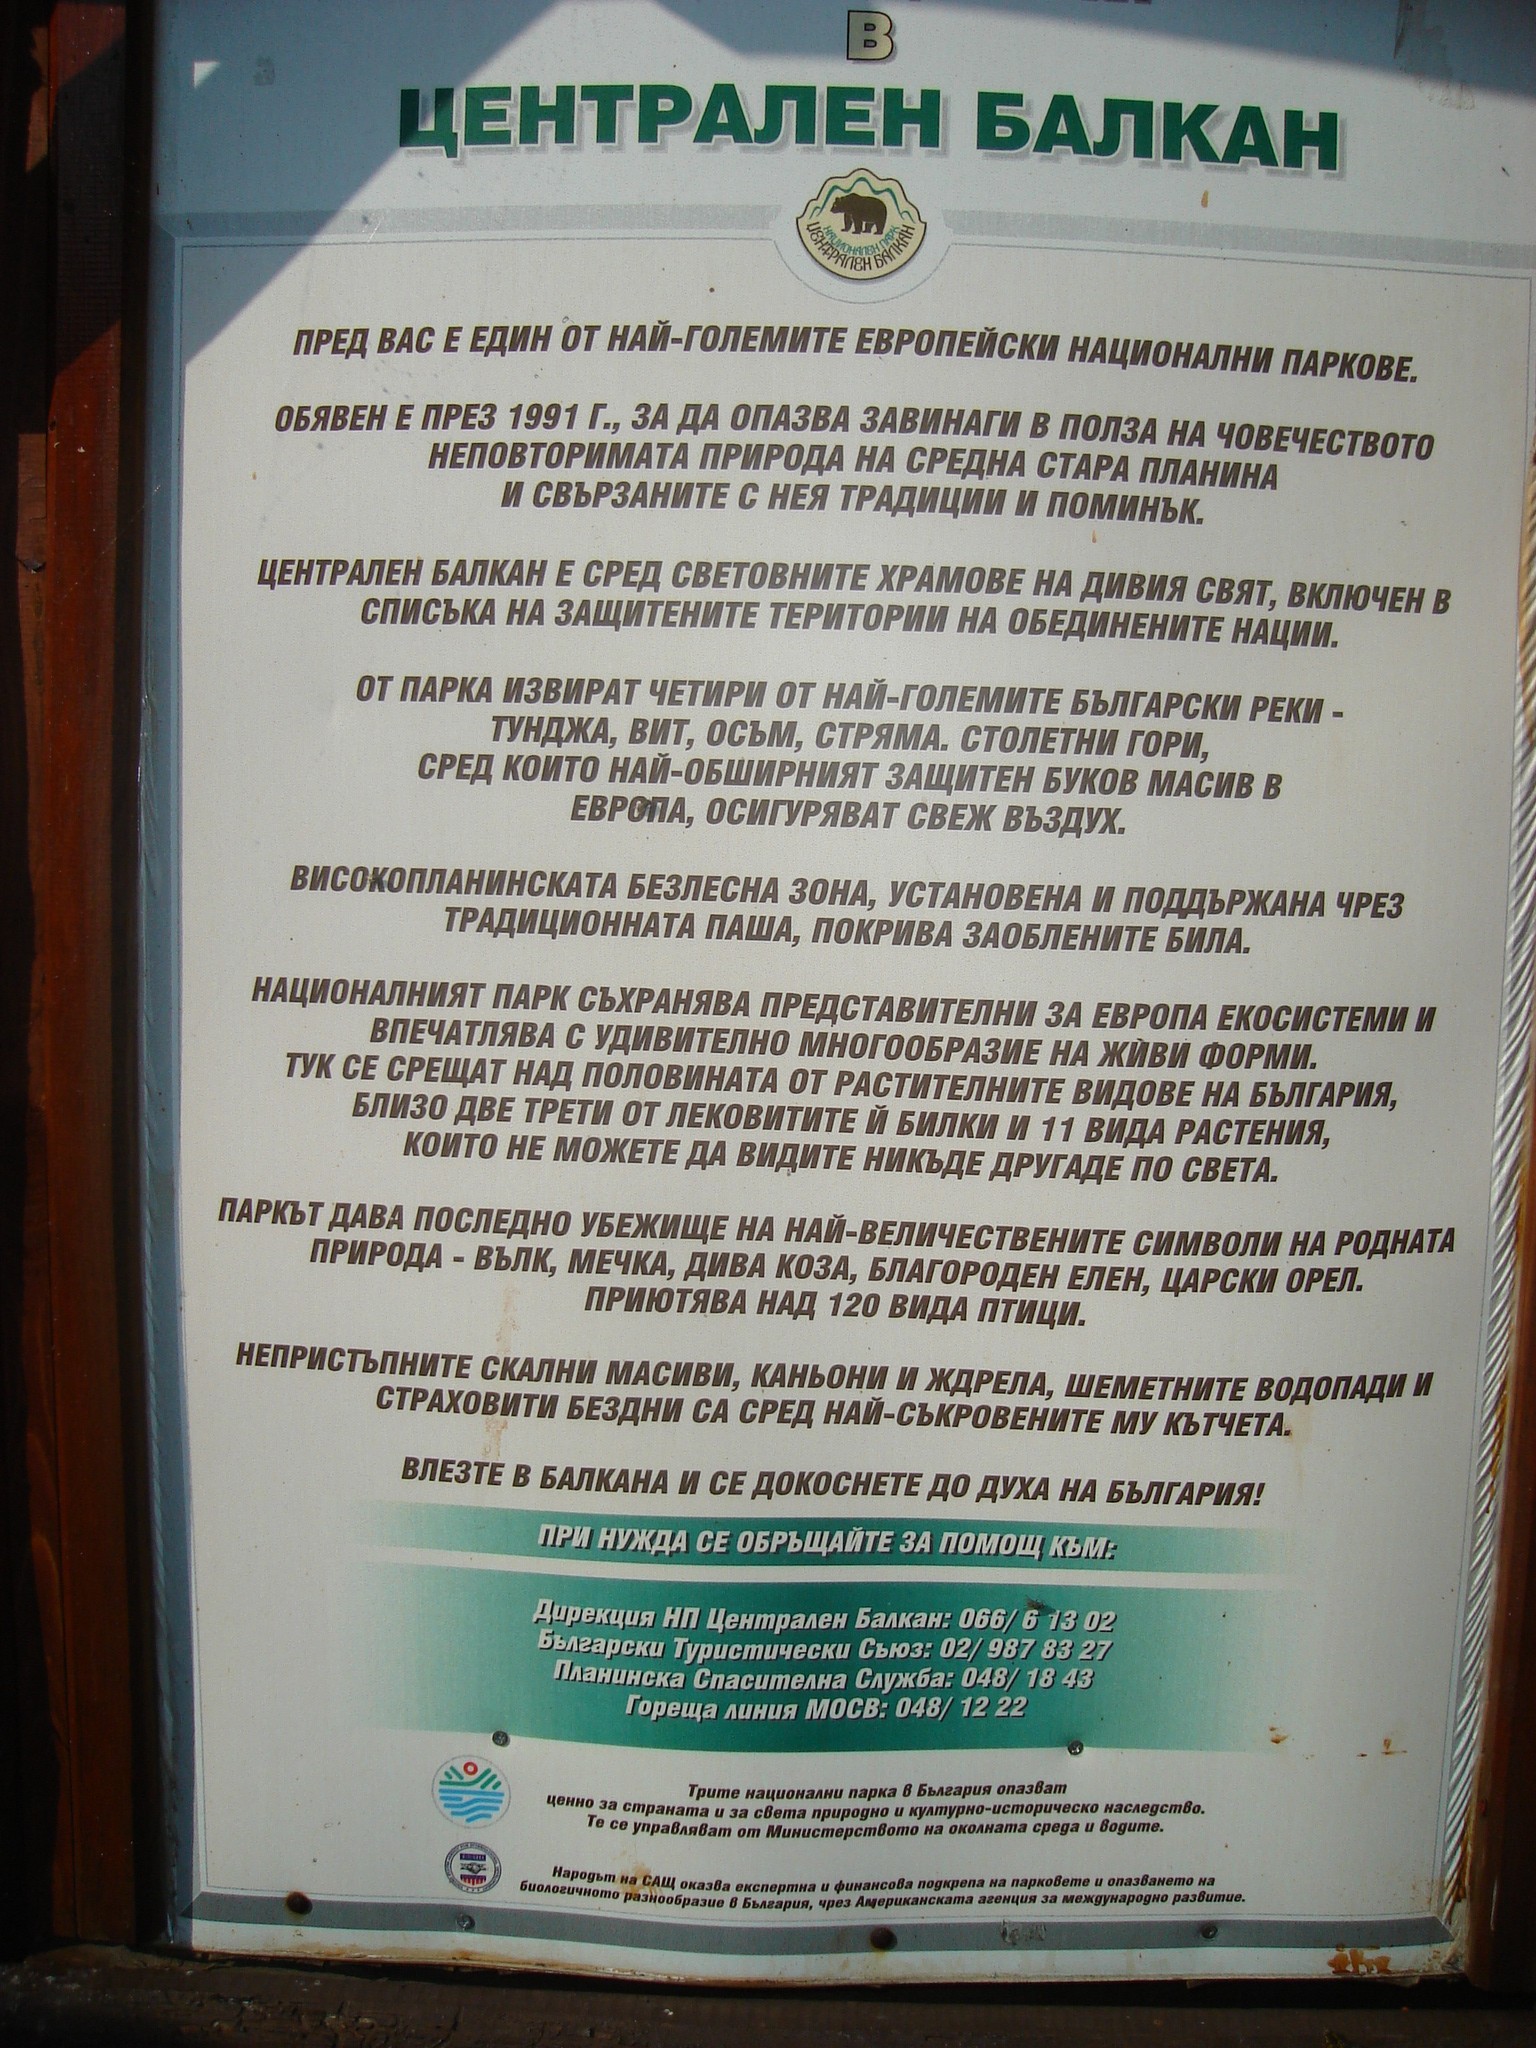 В
ЦЕНТРАЛЕН БАЛКАН
НАЦИОНАЛЕН ПАРК
ЦЕНТРАЛЕН БАЛКАН
ПРЕД ВАС Е ЕДИН ОТ НАЙ-ГОЛЕМИТЕ ЕВРОПЕЙСКИ НАЦИОНАЛНИ ПАРКОВЕ.
ОБЯВЕН Е ПРЕЗ 1991 Г., ЗА ДА ОПАЗВА ЗАВИНАГИ В ПОЛЗА НА ЧОВЕЧЕСТВОТО
НЕПОВТОРИМАТА ПРИРОДА НА СРЕДНА СТАРА ПЛАНИНА
И СВЪРЗАНИТЕ С НЕЯ ТРАДИЦИИ И ПОМИНЪК.
ЦЕНТРАЛЕН БАЛКАН Е СРЕД СВЕТОВНИТЕ ХРАМОВЕ НА ДИВИЯ СВЯТ, ВКЛЮЧЕН В
СПИСЪКА НА ЗАЩИТЕНИТЕ ТЕРИТОРИИ НА ОБЕДИНЕНИТЕ НАЦИИ.
ОТ ПАРКА ИЗВИРАТ ЧЕТИРИ ОТ НАЙ-ГОЛЕМИТЕ БЪЛГАРСКИ РЕКИ -
ТУНДЖА, ВИТ, ОСЪМ, СТРЯМА. СТОЛЕТНИ ГОРИ,
СРЕД КОИТО НАЙ-ОБШИРНИЯТ ЗАЩИТЕН БУКОВ МАСИВ В
ЕВРОПА, ОСИГУРЯВАТ СВЕЖ ВЪЗДУХ.
ВИСОКОПЛАНИНСКАТА БЕЗЛЕСНА ЗОНА, УСТАНОВЕНА И ПОДДЪРЖАНА ЧРЕЗ
ТРАДИЦИОННАТА ПАША, ПОКРИВА ЗАОБЛЕНИТЕ БИЛА.
НАЦИОНАЛНИЯТ ПАРК СЪХРАНЯВА ПРЕДСТАВИТЕЛНИ ЗА ЕВРОПА ЕКОСИСТЕМИ И
ВПЕЧАТЛЯВА С УДИВИТЕЛНО МНОГООБРАЗИЕ НА ЖИВИ ФОРМИ.
ТУК СЕ СРЕЩАТ НАД ПОЛОВИНАТА ОТ РАСТИТЕЛНИТЕ ВИДОВЕ НА БЪЛГАРИЯ,
БЛИЗО ДВЕ ТРЕТИ ОТ ЛЕКОВИТИТЕ Й БИЛКИ И 11 ВИДА РАСТЕНИЯ,
КОИТО НЕ МОЖЕТЕ ДА ВИДИТЕ НИКЪДЕ ДРУГАДЕ ПО СВЕТА.
ПАРКЪТ ДАВА ПОСЛЕДНО УБЕЖИЩЕ НА НАЙ-ВЕЛИЧЕСТВЕНИТЕ СИМВОЛИ НА РОДНАТА
ПРИРОДА - ВЪЛК, МЕЧКА, ДИВА КОЗА, БЛАГОРОДЕН ЕЛЕН, ЦАРСКИ ОРЕЛ.
ПРИЮТЯВА НАД 120 ВИДА ПТИЦИ.
НЕПРИСТЪПНИТЕ СКАЛНИ МАСИВИ, КАНЬОНИ И ЖДРЕЛА, ШЕМЕТНИТЕ ВОДОПАДИ И
СТРАХОВИТИ БЕЗДНИ СА СРЕД НАЙ-СЪКРОВЕНИТЕ МУ КЪТЧЕТА.
ВЛЕЗТЕ В БАЛКАНА И СЕ ДОКОСНЕТЕ ДО ДУХА НА БЪЛГАРИЯ!
ПРИ НУЖДА СЕ ОБРЪЩАЙТЕ ЗА ПОМОЩ КЪМ:
Дирекция НП Централен Балкан: 066/ 6 13 02
Български Туристически Съюз: 02/ 987 83 27
Планинска Спасителна Служба: 048/ 18 43
Гореща линия МОСВ: 048/ 12 22
Трите национални парка в България опазват
ценно за страната и за света природно и културно-историческо наследство.
Те се управляват от Министерството на околната среда и водите.
Народът на САЩ оказва експертна и финансова подкрепа на парковете и опазването на
биологичното разнообразие в България, чрез Американската агенция за международно развитие.